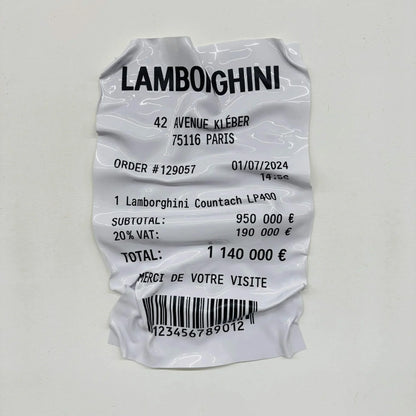 LAMBORGHINI
42 AVENUE KLÉBER
75116 PARIS
ORDER #129057 01/07/2024
1 Lamborghini Countach LP400
SUBTOTAL: 950 000 €
20% VAT: 190 000 €
TOTAL: 1 140 000 €
MERCI DE VOTRE VISITE
123456789012